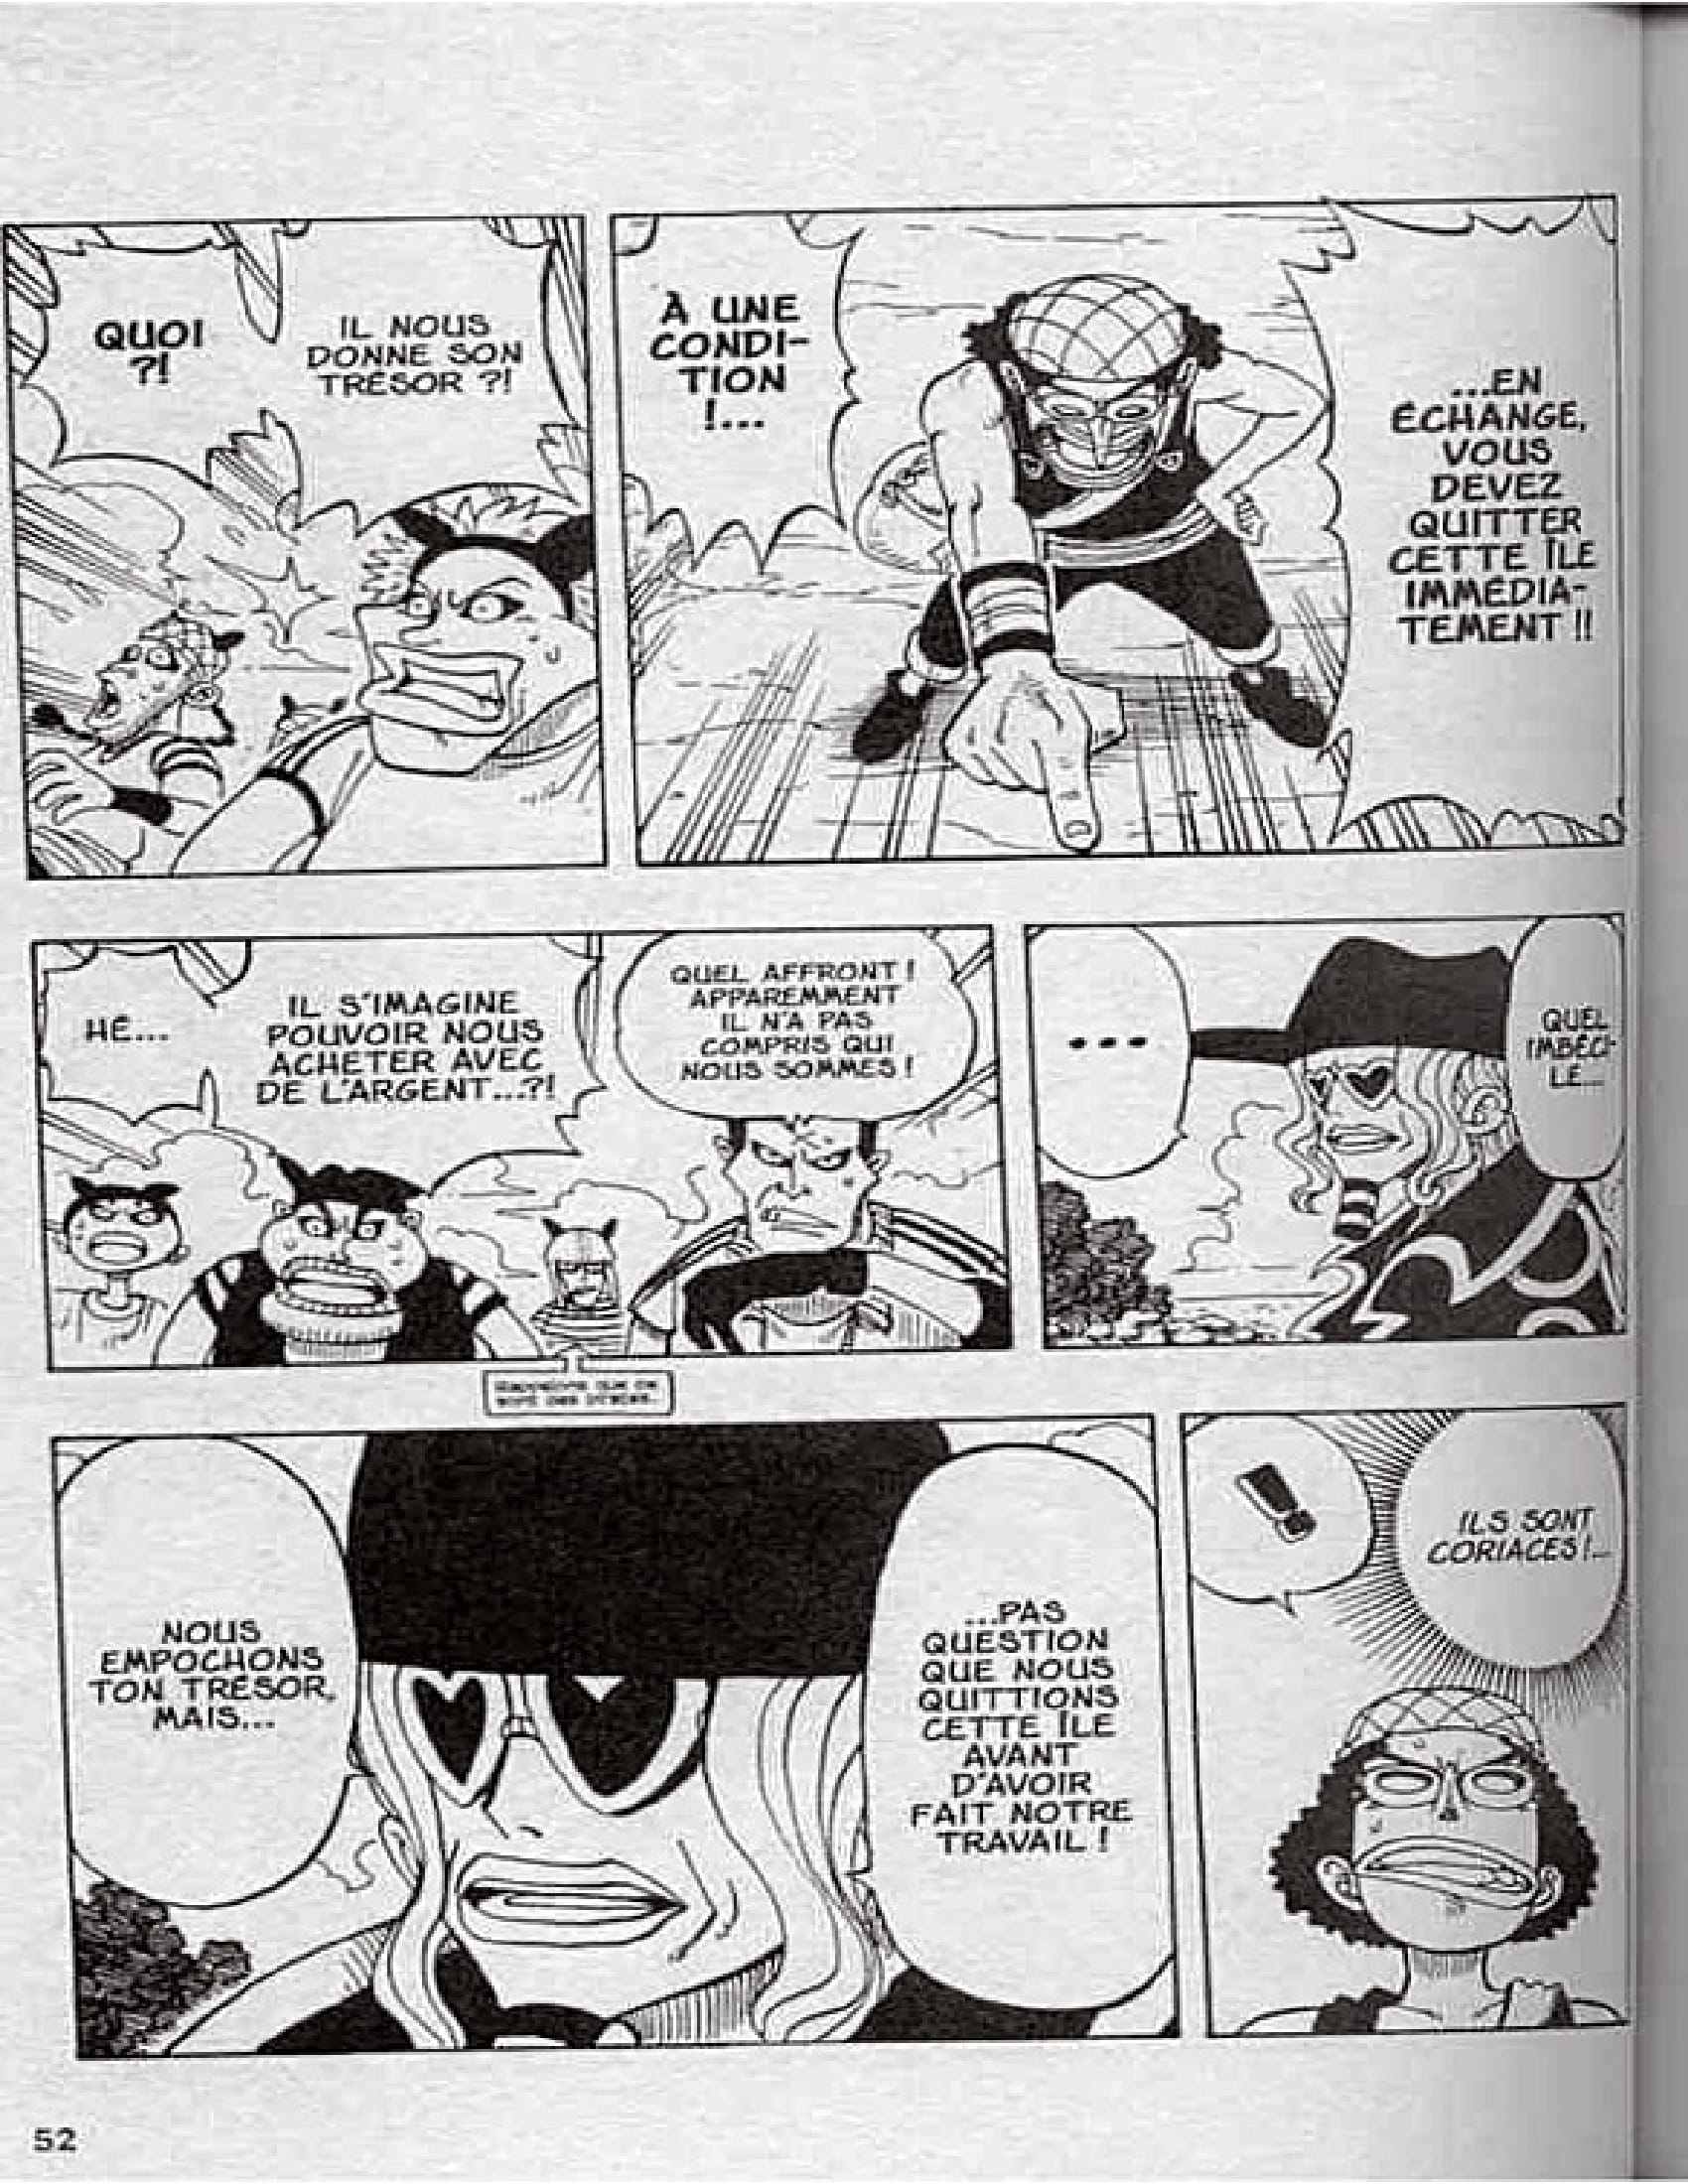 QUOI
?!
IL NOUS
DONNE SON
TRÉSOR ?!
À UNE
CONDI-
TION
!...
...EN
ÉCHANGE,
VOUS
DEVEZ
QUITTER
CETTE ÎLE
IMMÉDIA-
TEMENT !!
HÉ...
IL S'IMAGINE
POUVOIR NOUS
ACHETER AVEC
DE L'ARGENT...?!
QUEL AFFRONT !
APPAREMMENT
IL N'A PAS
COMPRIS QUI
NOUS SOMMES !
...
QUEL
IMBÉCI-
LE...
NOUS
EMPOCHONS
TON TRÉSOR,
MAIS...
...PAS
QUESTION
QUE NOUS
QUITTIONS
CETTE ÎLE
AVANT
D'AVOIR
FAIT NOTRE
TRAVAIL !
!
ILS SONT
CORIACES !...
52